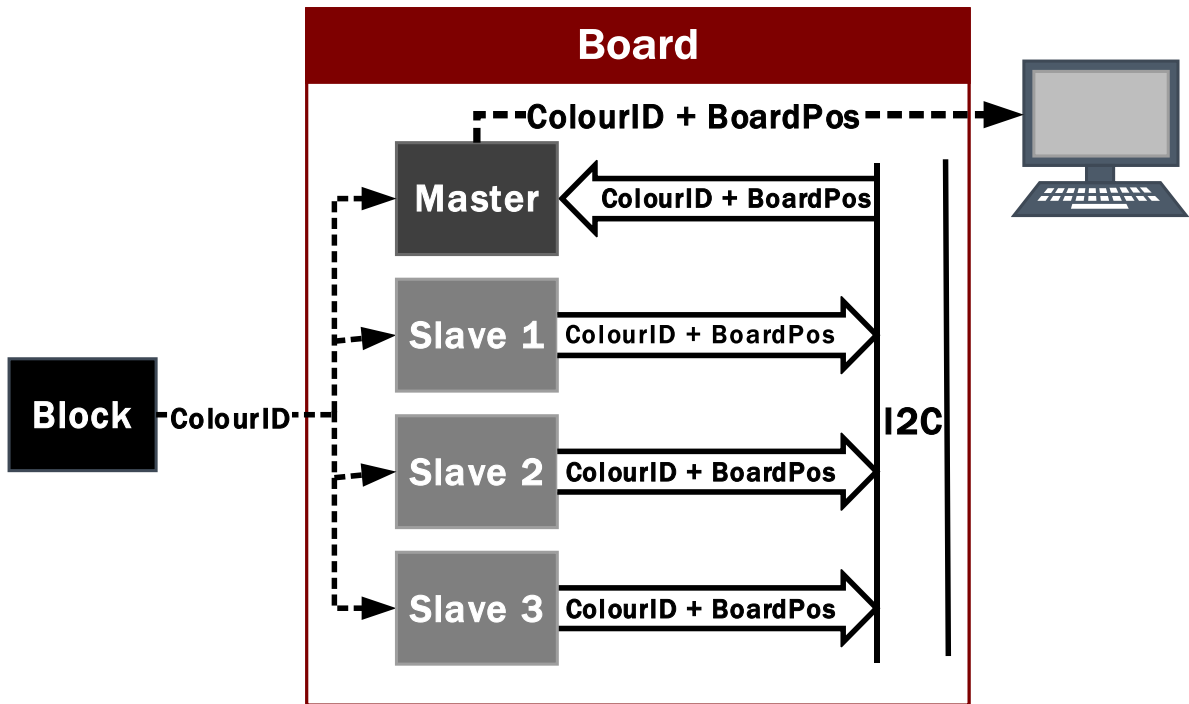 Board
ColourID + BoardPos
Master
ColourID + BoardPos
Slave 1
ColourID + BoardPos
Block
ColourID
I2C
Slave 2
ColourID + BoardPos
Slave 3
ColourID + BoardPos